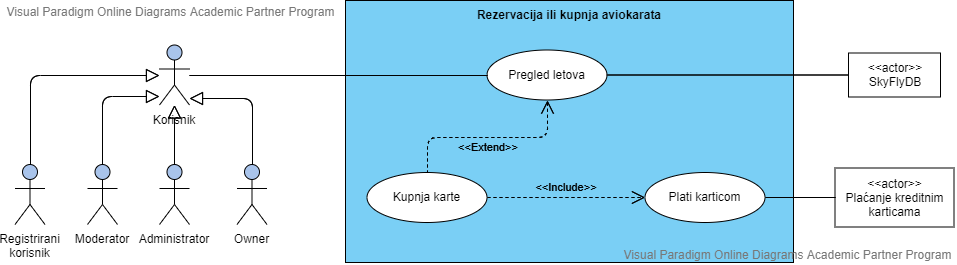 Visual Paradigm Online Diagrams Academic Partner Program
Rezervacija ili kupnja aviokarata
Korisnik
Pregled letova
<<actor>>
SkyFlyDB
<<Extend>>
Kupnja karte
<<Include>>
Plati karticom
<<actor>>
Plaćanje kreditnim
karticama
Registrirani
korisnik
Moderator
Administrator
Owner
Visual Paradigm Online Diagrams Academic Partner Program